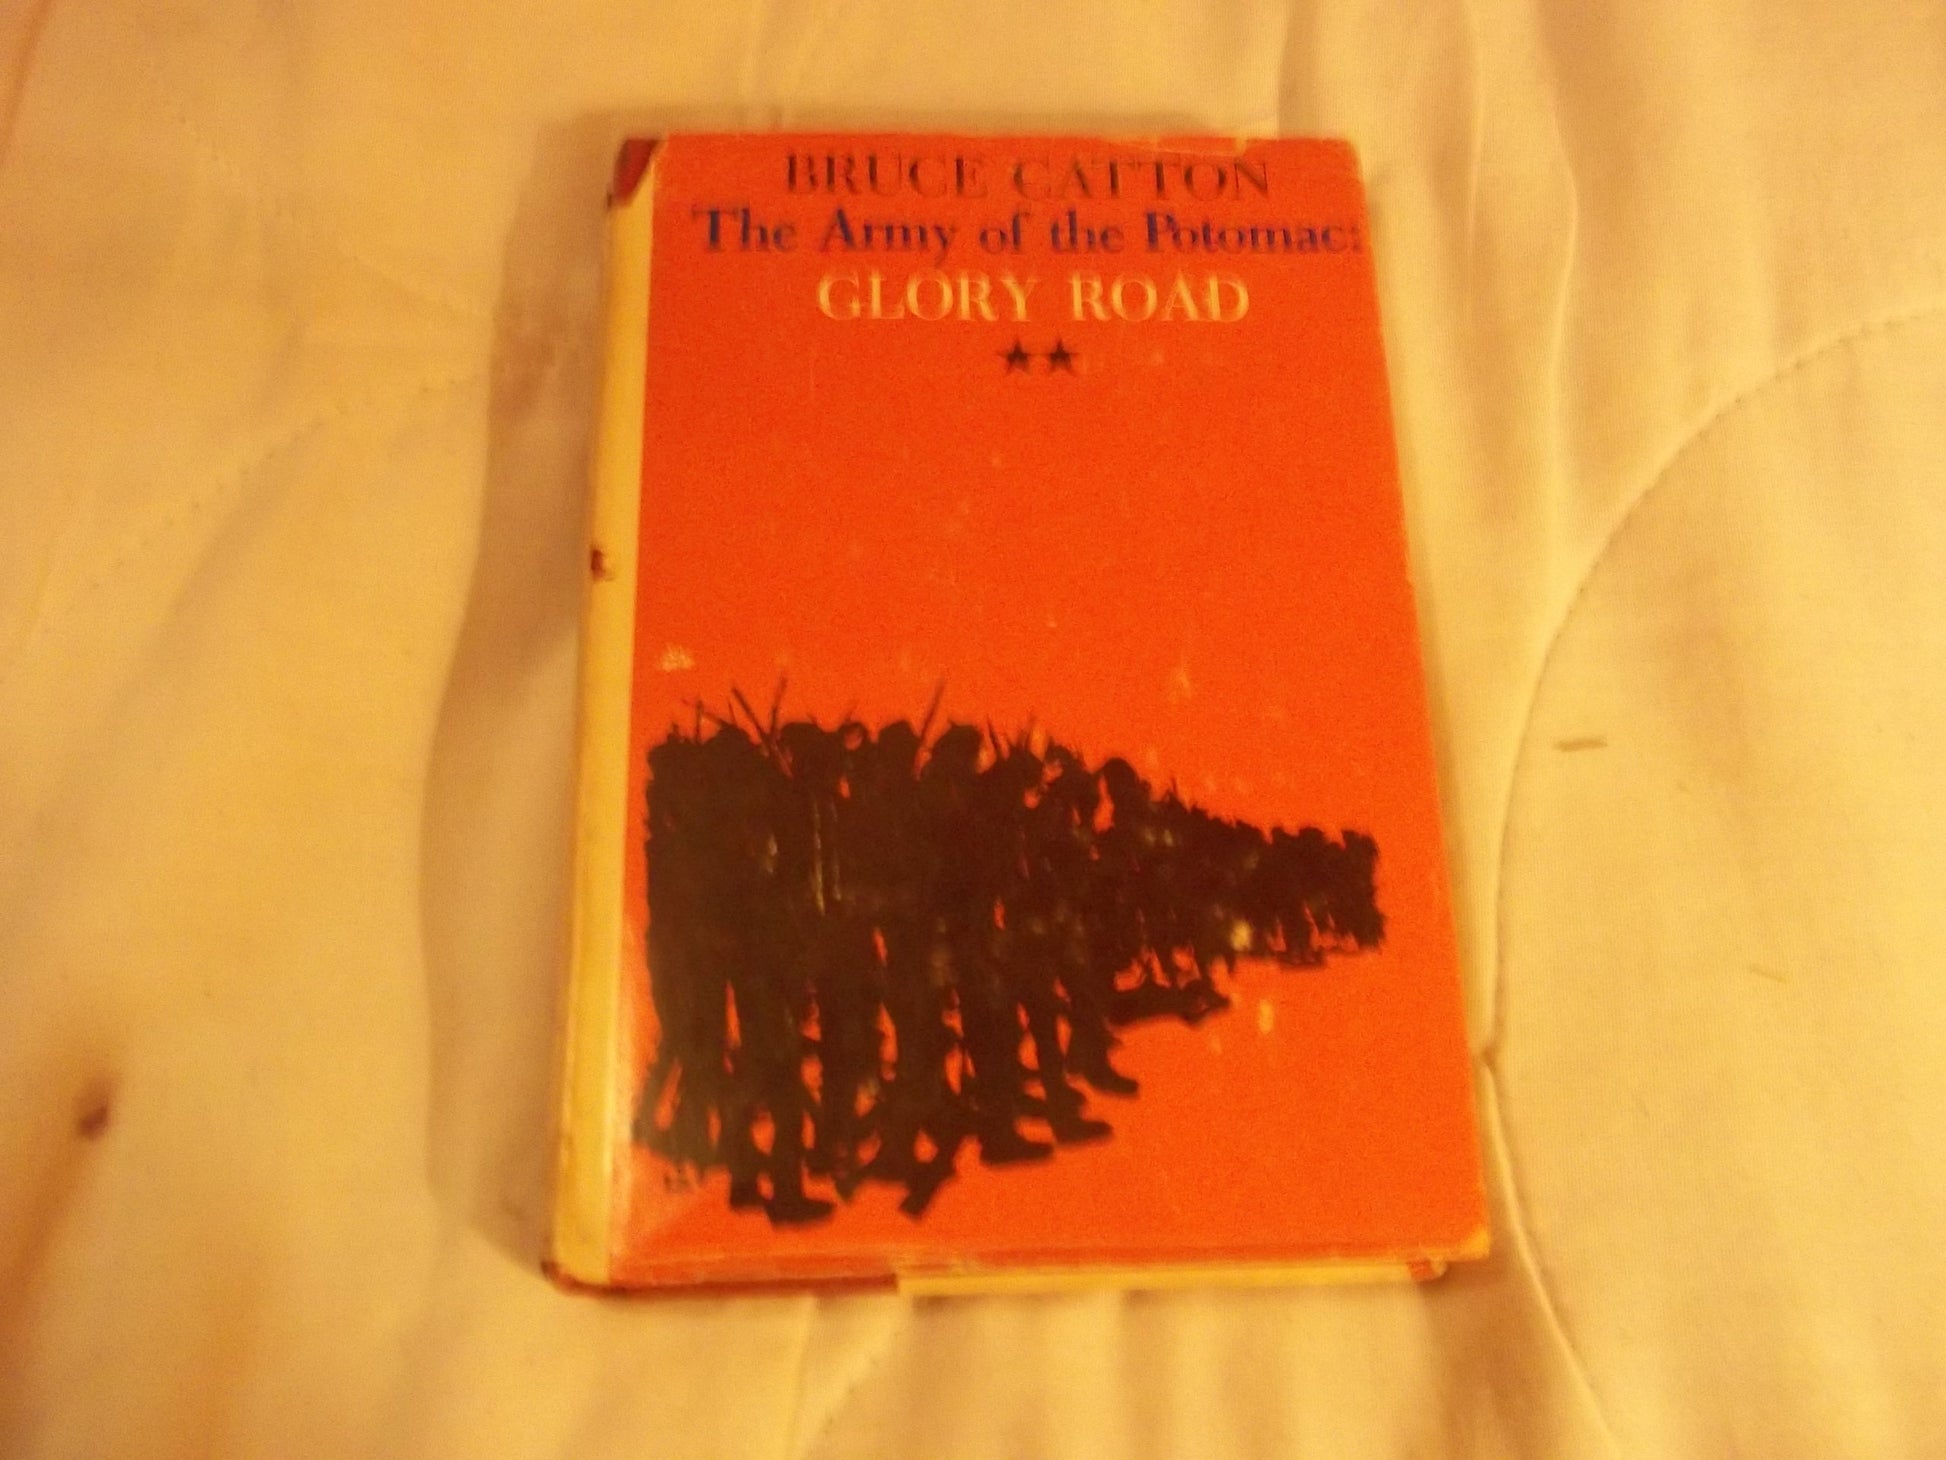 BRUCE CATTON
The Army of the Potomac:
GLORY ROAD